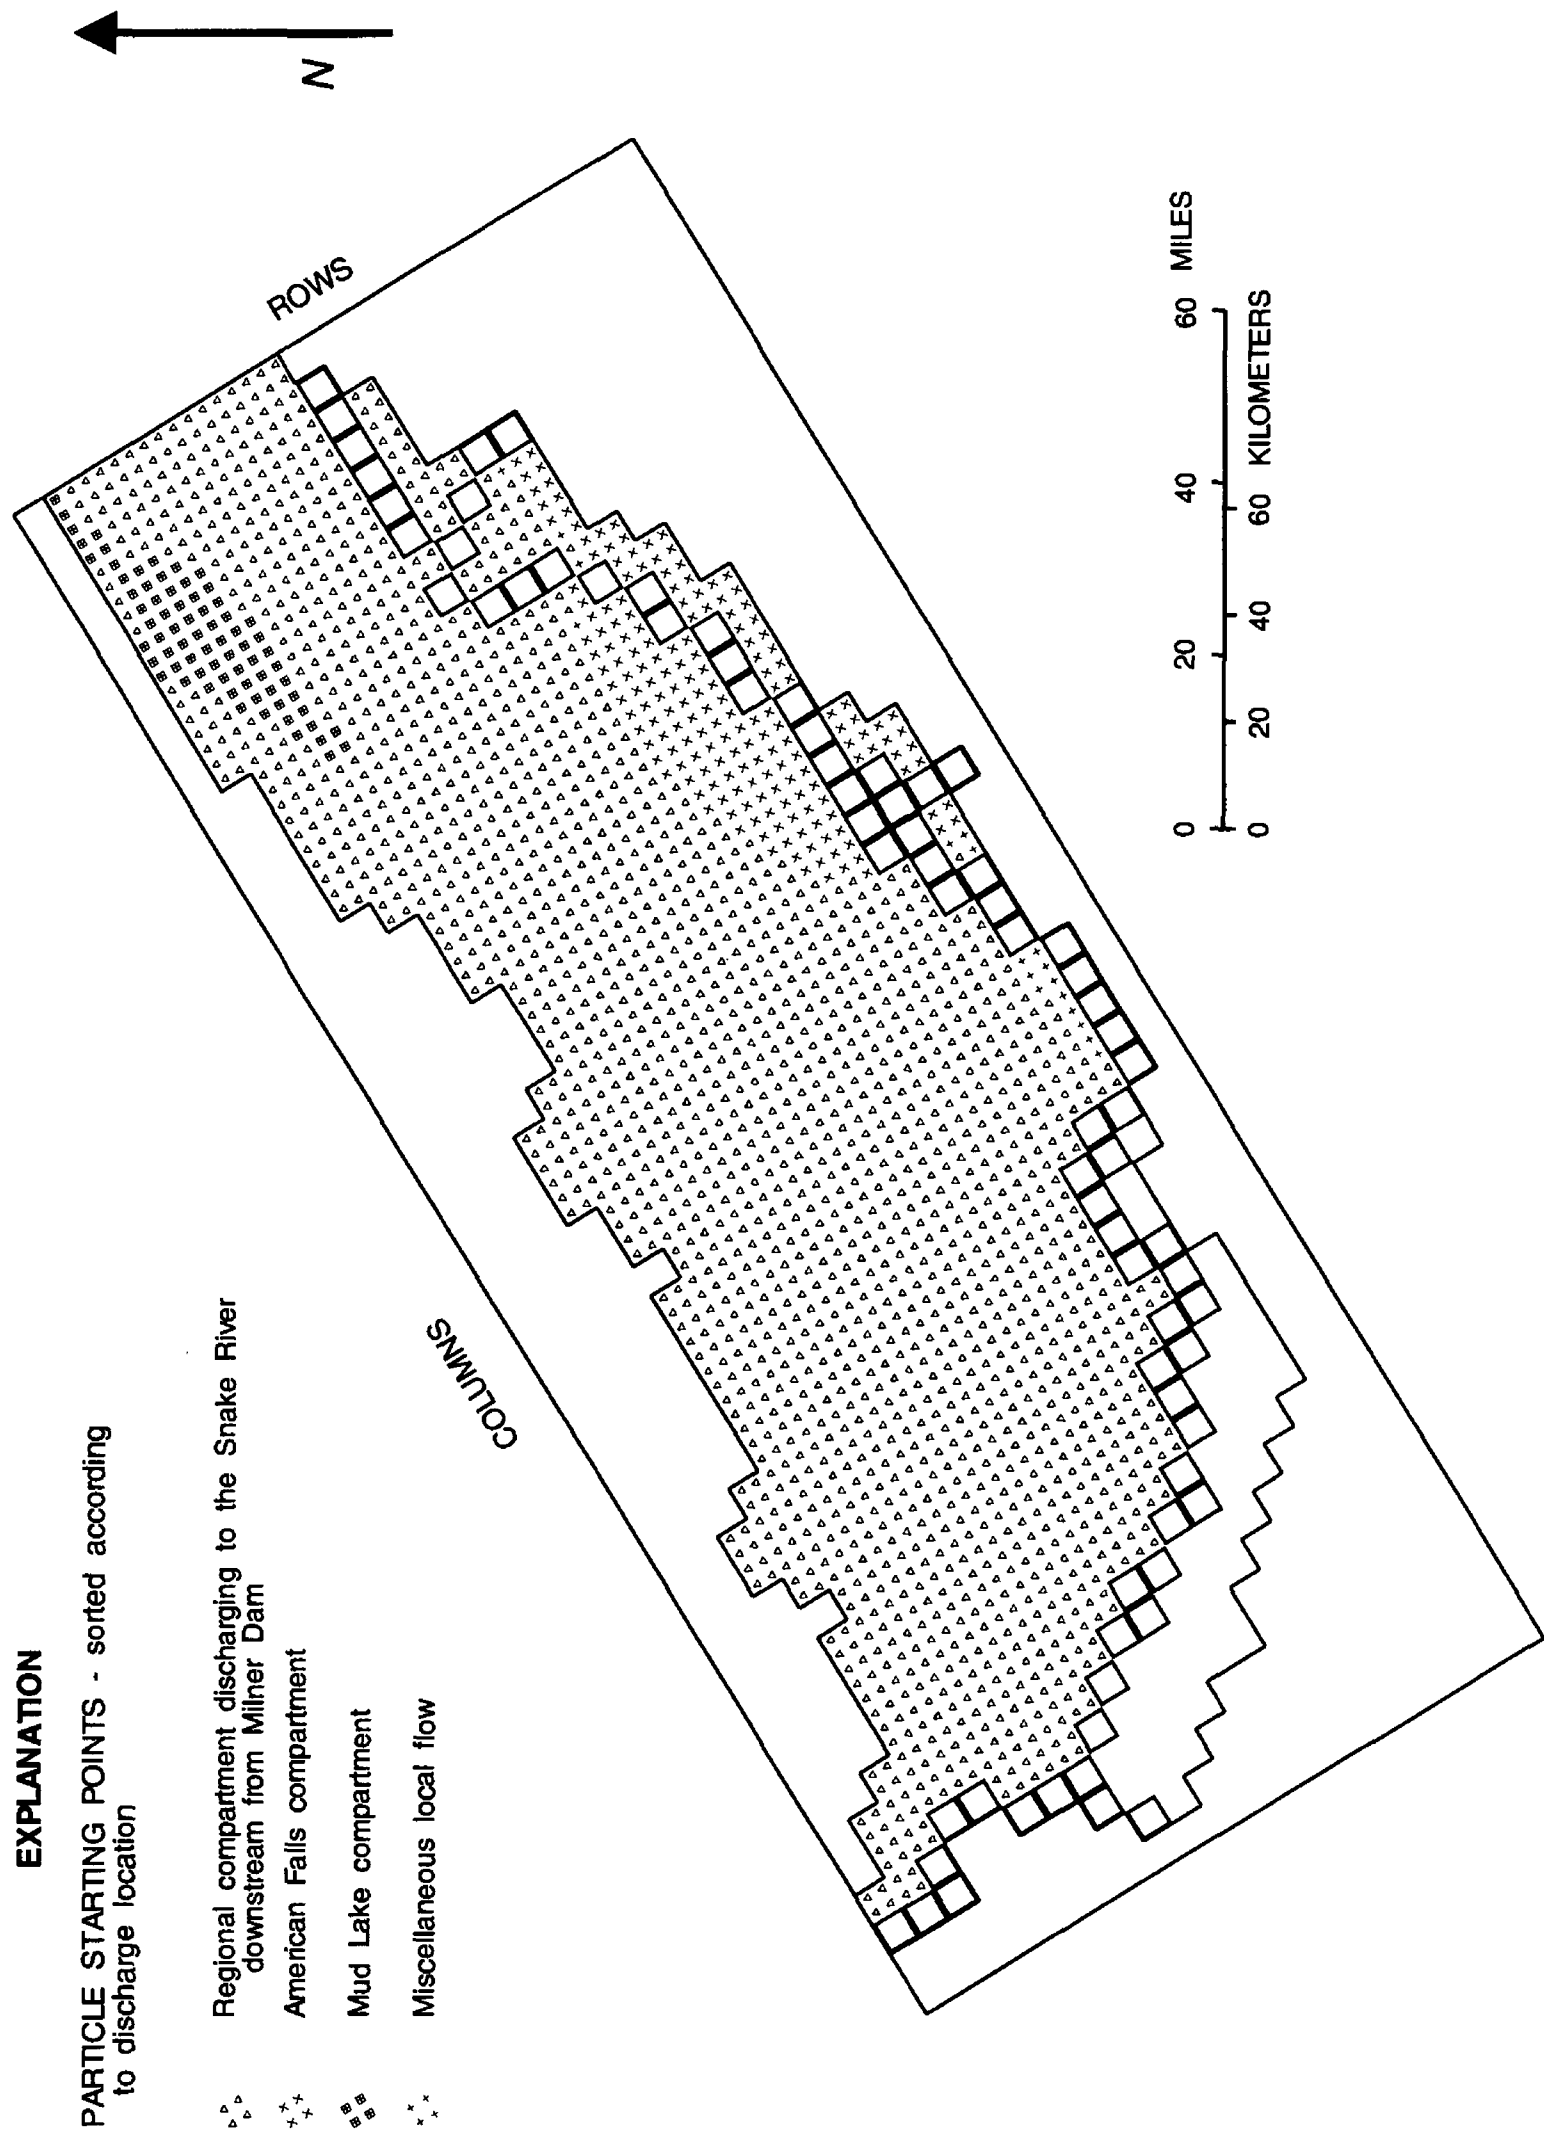 EXPLANATION
PARTICLE STARTING POINTS - sorted according
to discharge location
Regional compartment discharging to the Snake River
downstream from Milner Dam
American Falls compartment
Mud Lake compartment
Miscellaneous local flow
COLUMNS
ROWS
N
0 20 40 60 MILES
0 20 40 60 KILOMETERS